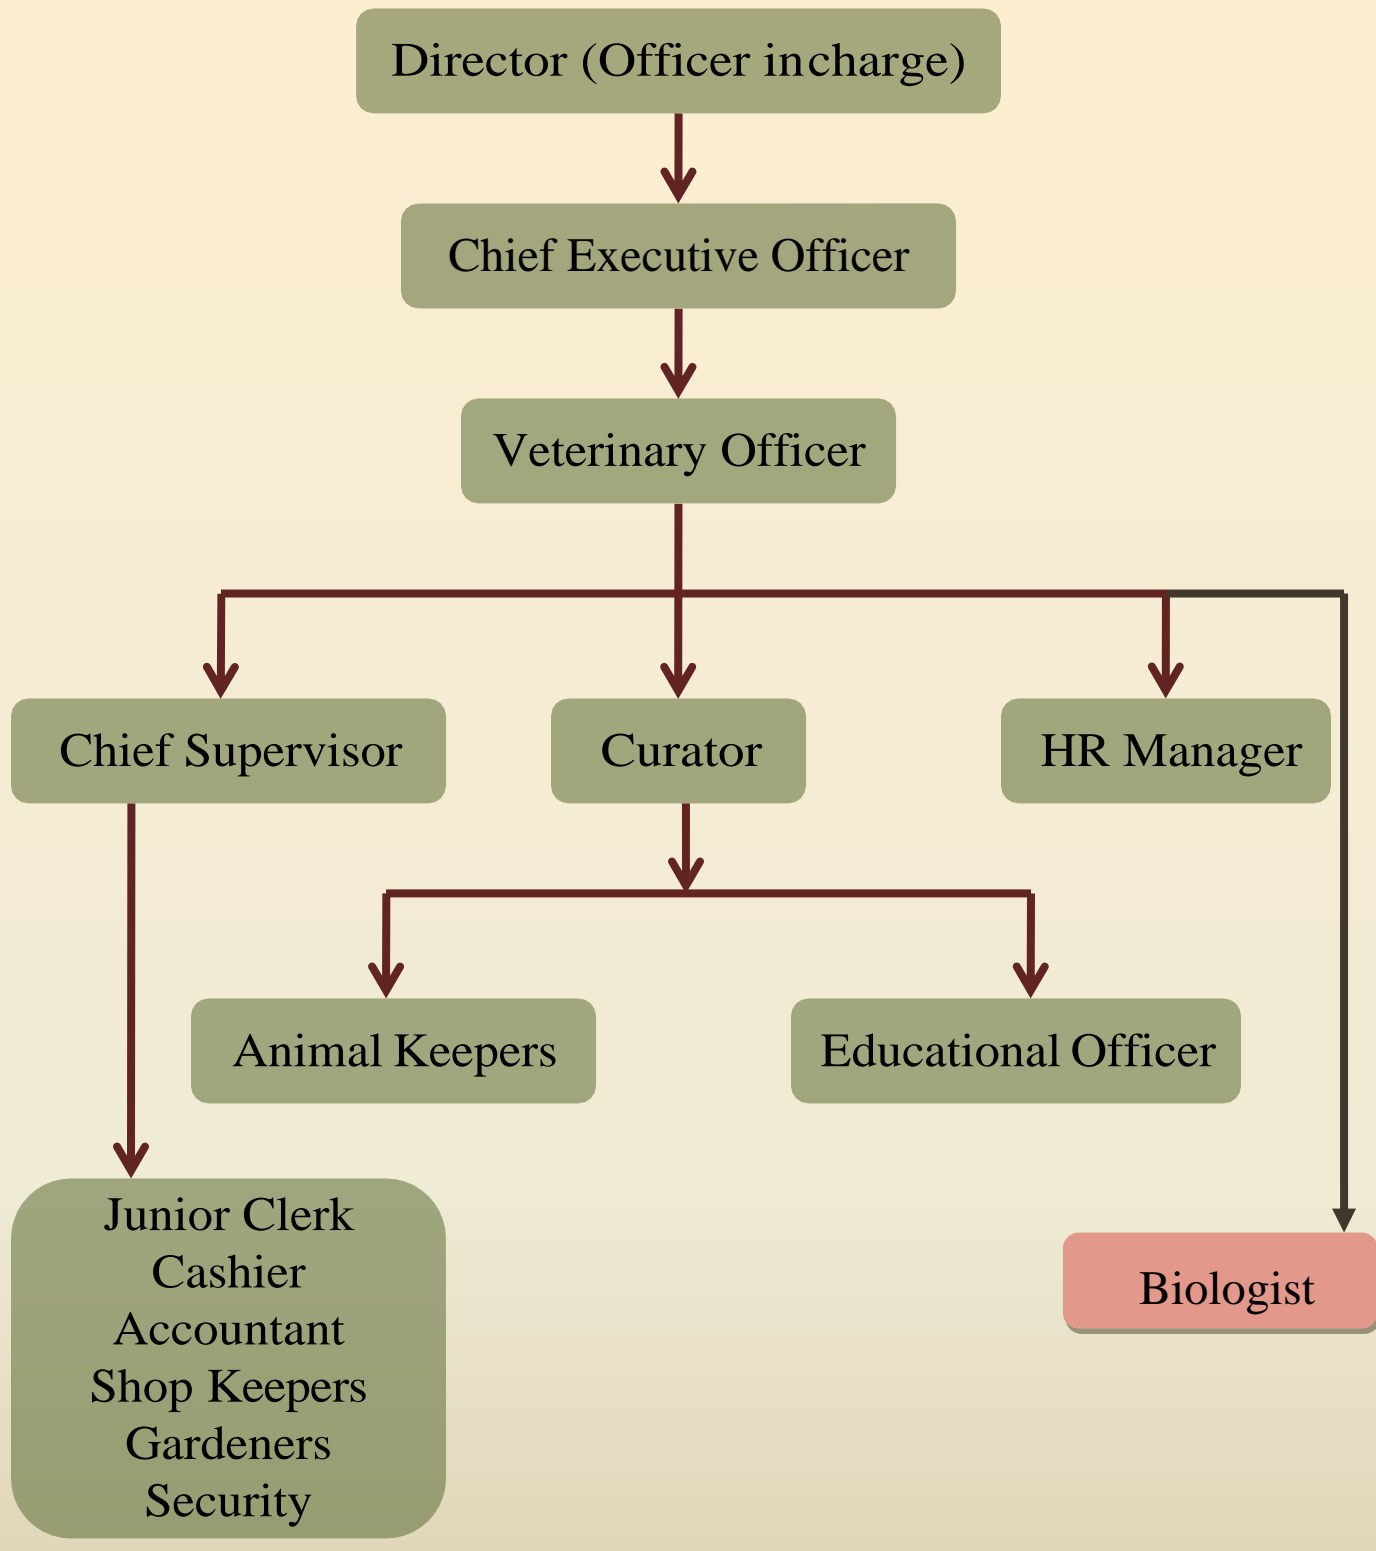 Director (Officer incharge)
Chief Executive Officer
Veterinary Officer
Chief Supervisor
Curator
HR Manager
Animal Keepers
Educational Officer
Junior Clerk
Cashier
Accountant
Shop Keepers
Gardeners
Security
Biologist